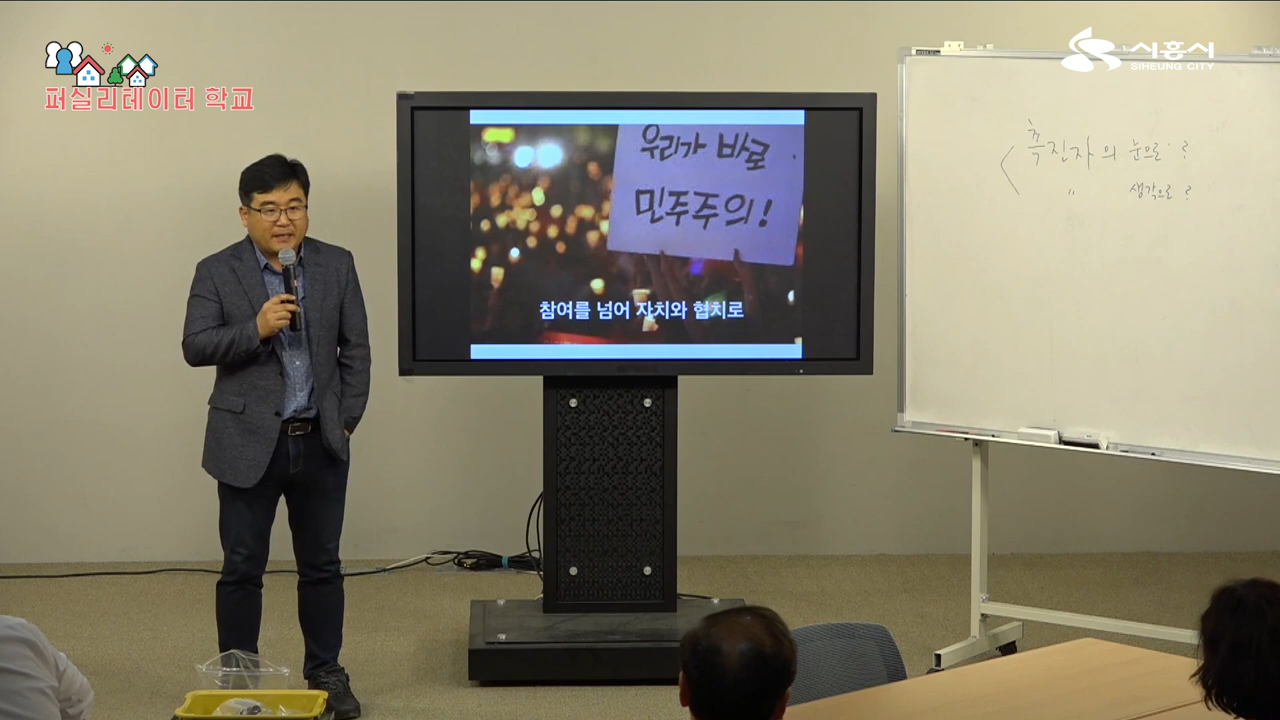 퍼실리테이터 학교
시흥시
SIHEUNG CITY
우리가 바로
민주주의!
참여를 넘어 자치와 협치로
촉진자의 눈으로?
〃 생각으로?